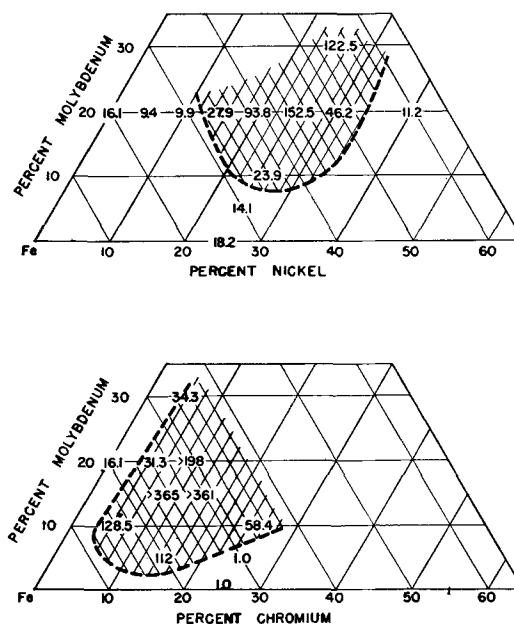 122.5
30
PERCENT MOLYBDENUM
20 16.1 9.4 9.9 27.9 93.8 152.5 46.2 11.2
10 23.9
14.1
18.2
Fe 10 20 30 40 50 60
PERCENT NICKEL
30 34.3
PERCENT MOLYBDENUM
20 16.1 31.3 >198
>365 >361
10 128.5 58.4
112 1.0
1.0
Fe 10 20 30 40 50 60
PERCENT CHROMIUM